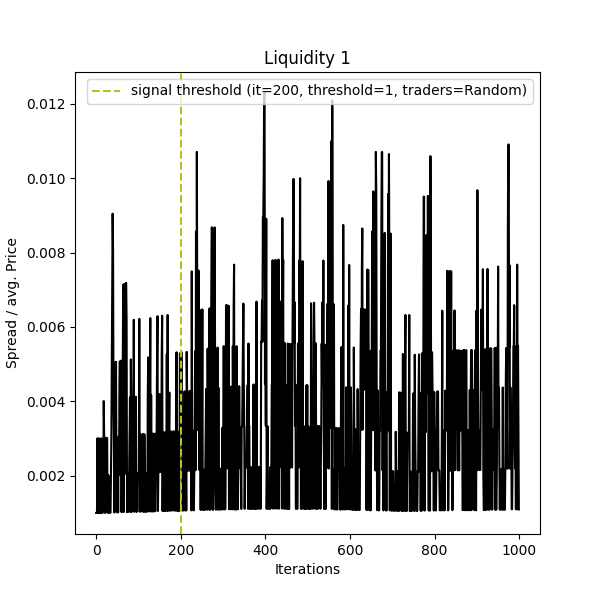 Liquidity 1
signal threshold (it=200, threshold=1, traders=Random)
0.012
0.010
0.008
0.006
0.004
0.002
Spread / avg. Price
0 200 400 600 800 1000
Iterations